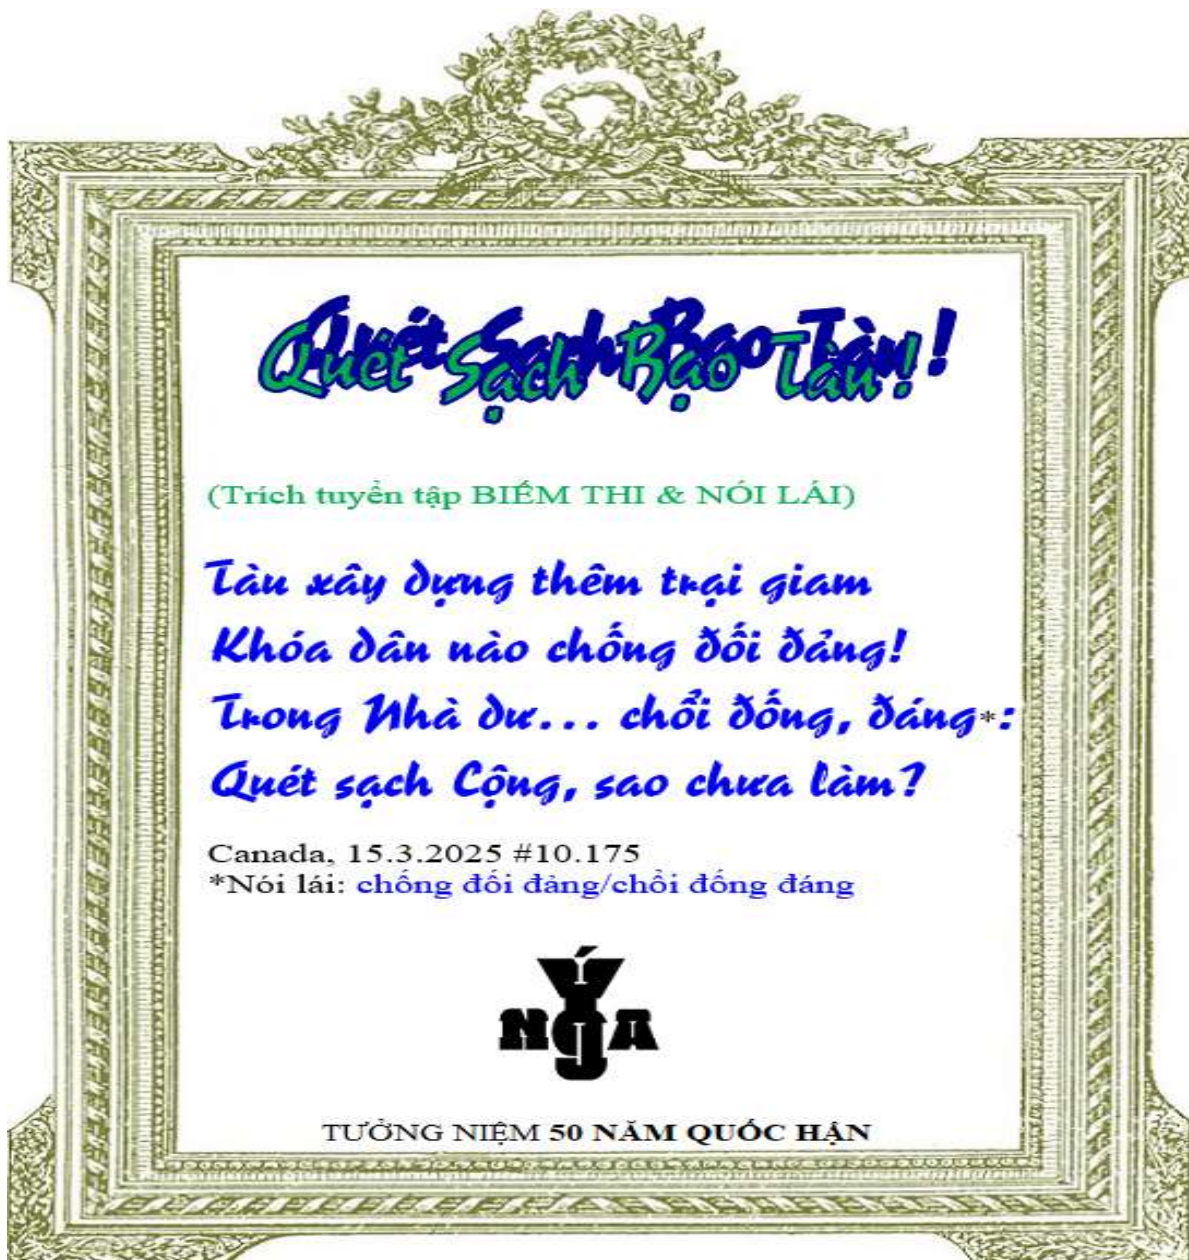 Quét Sạch Bạo Tàn!
(Trích tuyển tập BIẾM THI & NÓI LÁI)
Tàu xây dựng thêm trại giam
Khóa dân nào chống đối đảng!
Trong Nhà dư... chổi đống, đáng*:
Quét sạch Cộng, sao chưa làm?
Canada, 15.3.2025 #10.175
*Nói lái: chống đối đảng/chổi đống đáng
Ý
NgA
TƯỞNG NIỆM 50 NĂM QUỐC HẬN